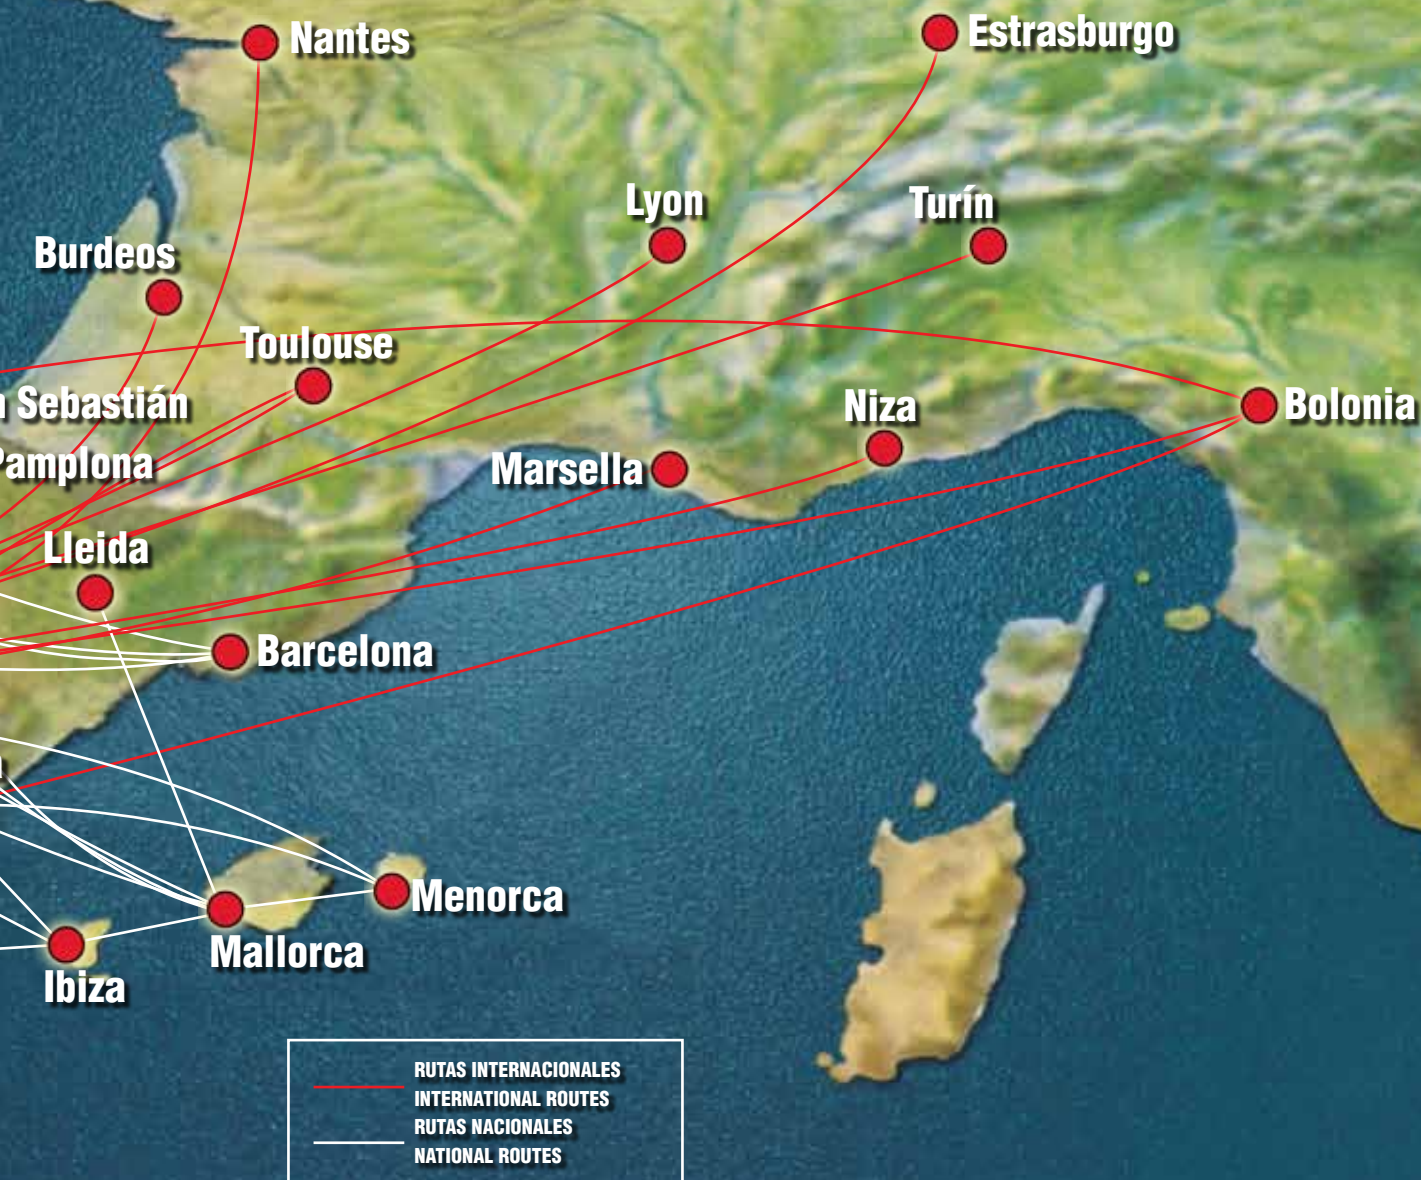 Nantes
Estrasburgo
Lyon
Turín
Burdeos
Toulouse
Sebastián
Niza
Bolonia
Pamplona
Marsella
Lleida
Barcelona
Menorca
Mallorca
Ibiza
RUTAS INTERNACIONALES
INTERNATIONAL ROUTES
RUTAS NACIONALES
NATIONAL ROUTES